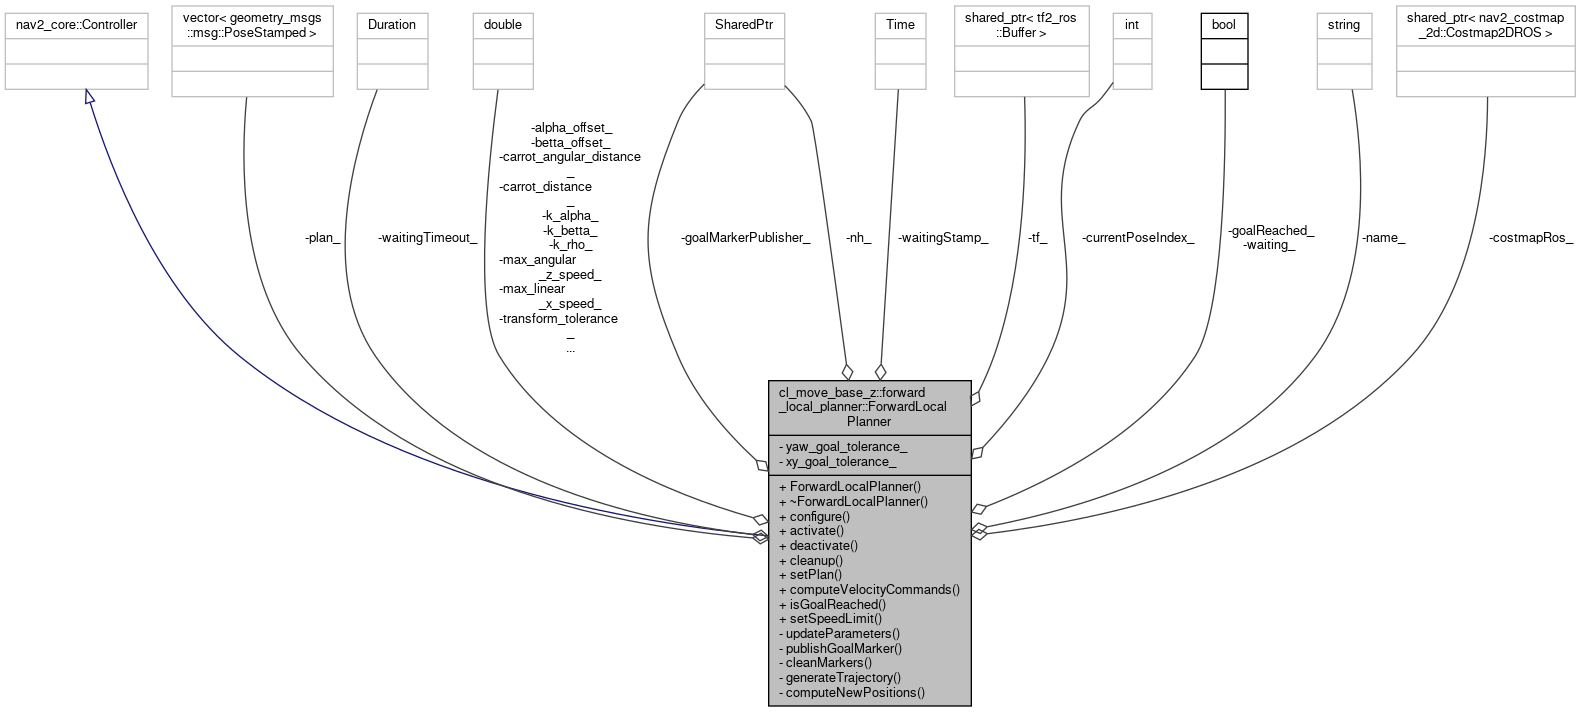 nav2_core::Controller
vector< geometry_msgs
::msg::PoseStamped >
Duration
double
SharedPtr
Time
shared_ptr< tf2_ros
::Buffer >
int
bool
string
shared_ptr< nav2_costmap
_2d::Costmap2DROS >
-plan_
-waitingTimeout_
-alpha_offset_
-betta_offset_
-carrot_angular_distance
_
-carrot_distance
_
-k_alpha_
-k_betta_
-k_rho_
-max_angular
_z_speed_
-max_linear
_x_speed_
-transform_tolerance
_
...
-goalMarkerPublisher_
-nh_
-waitingStamp_
-tf_
-currentPoseIndex_
-goalReached_
-waiting_
-name_
-costmapRos_
cl_move_base_z::forward
_local_planner::ForwardLocal
Planner
- yaw_goal_tolerance_
- xy_goal_tolerance_
+ ForwardLocalPlanner()
+ ~ForwardLocalPlanner()
+ configure()
+ activate()
+ deactivate()
+ cleanup()
+ setPlan()
+ computeVelocityCommands()
+ isGoalReached()
+ setSpeedLimit()
- updateParameters()
- publishGoalMarker()
- cleanMarkers()
- generateTrajectory()
- computeNewPositions()